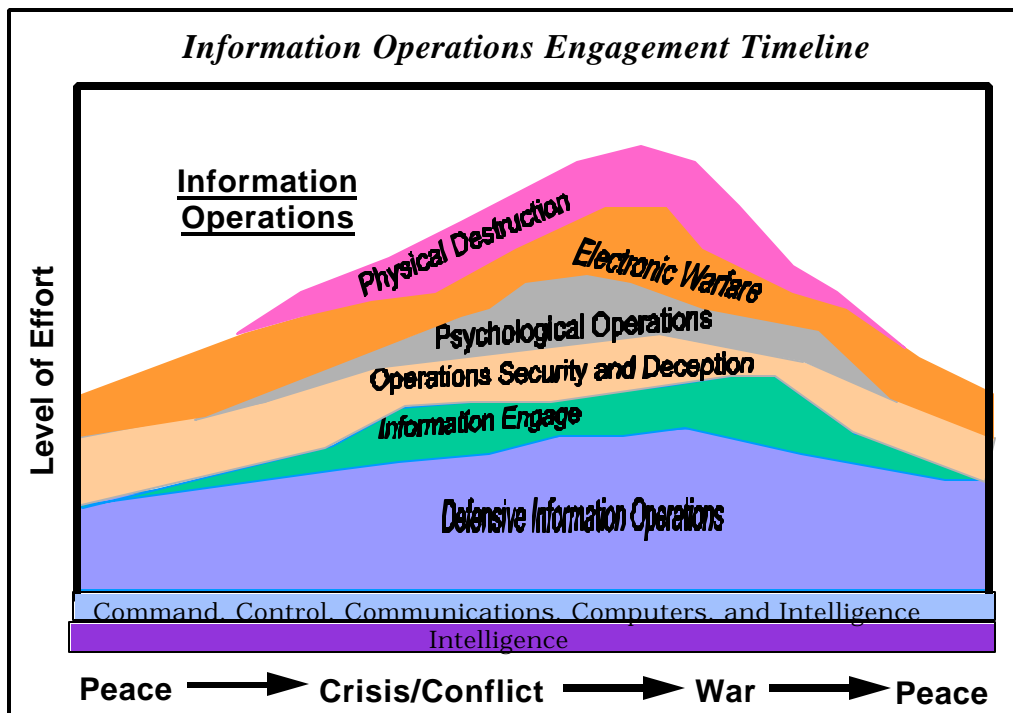 Information Operations Engagement Timeline
Information
Operations
Level of Effort
Physical Destruction
Electronic Warfare
Psychological Operations
Operations Security and Deception
Information Engage
Defensive Information Operations
Command, Control, Communications, Computers, and Intelligence
Intelligence
Peace Crisis/Conflict War Peace